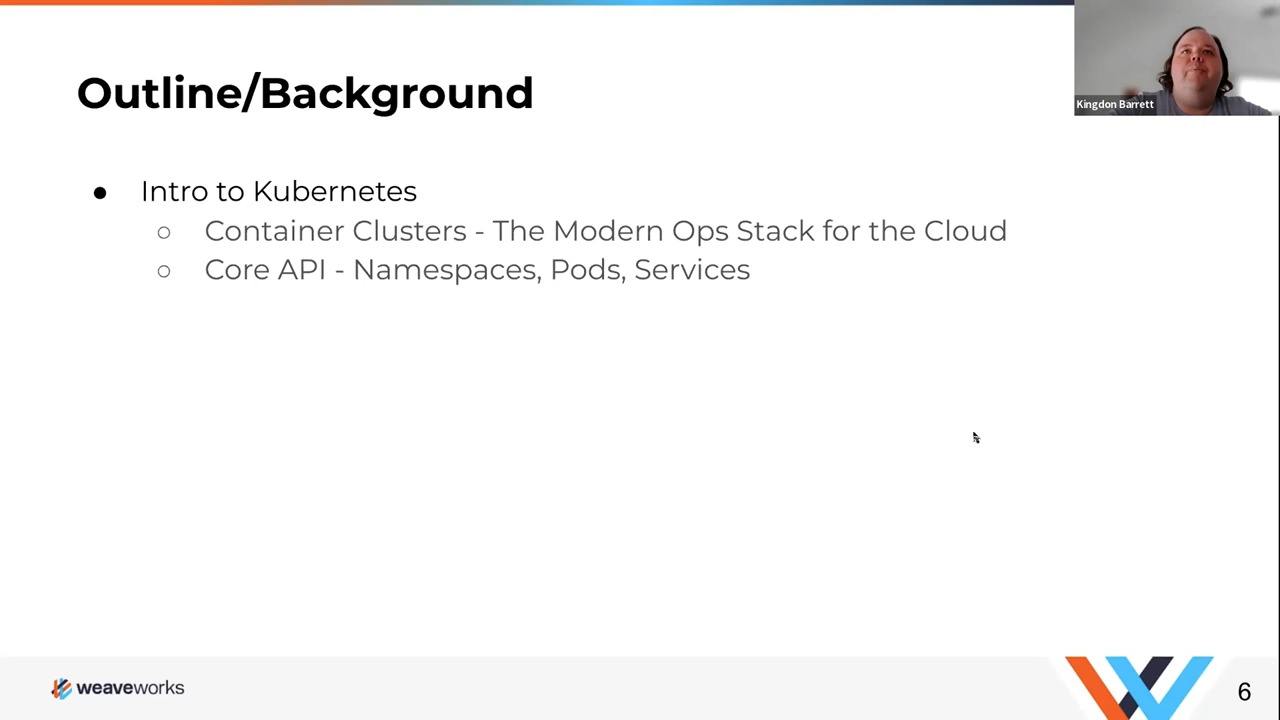 Outline/Background
Kingdon Barrett
● Intro to Kubernetes
○ Container Clusters - The Modern Ops Stack for the Cloud
○ Core API - Namespaces, Pods, Services
weaveworks
6